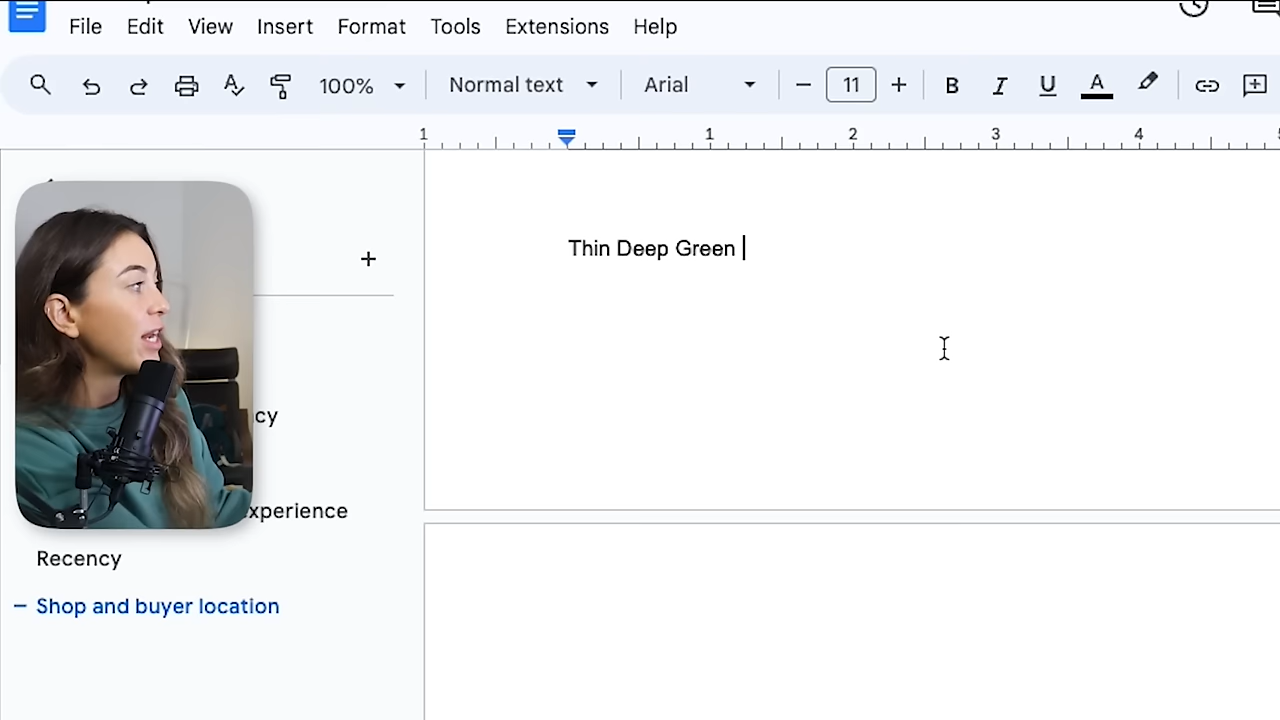 File Edit View Insert Format Tools Extensions Help
100% Normal text Arial 11 B I U A
1 1 2 3 4
Thin Deep Green
cy
xperience
Recency
Shop and buyer location